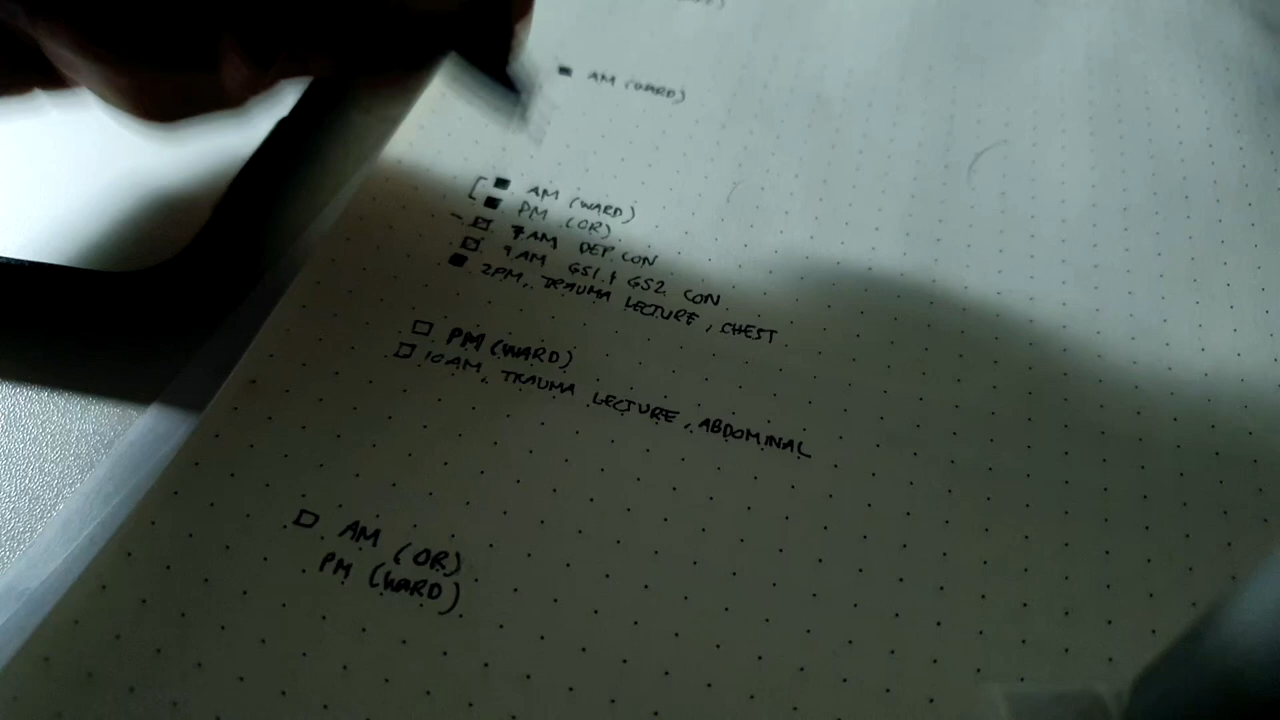 AM (WARD)
AM (WARD)
PM (OR)
7AM DEP. CON
9AM GS1 & GS2 CON
2PM, TRAUMA LECTURE, CHEST
PM (WARD)
10AM, TRAUMA LECTURE, ABDOMINAL
AM (OR)
PM (WARD)